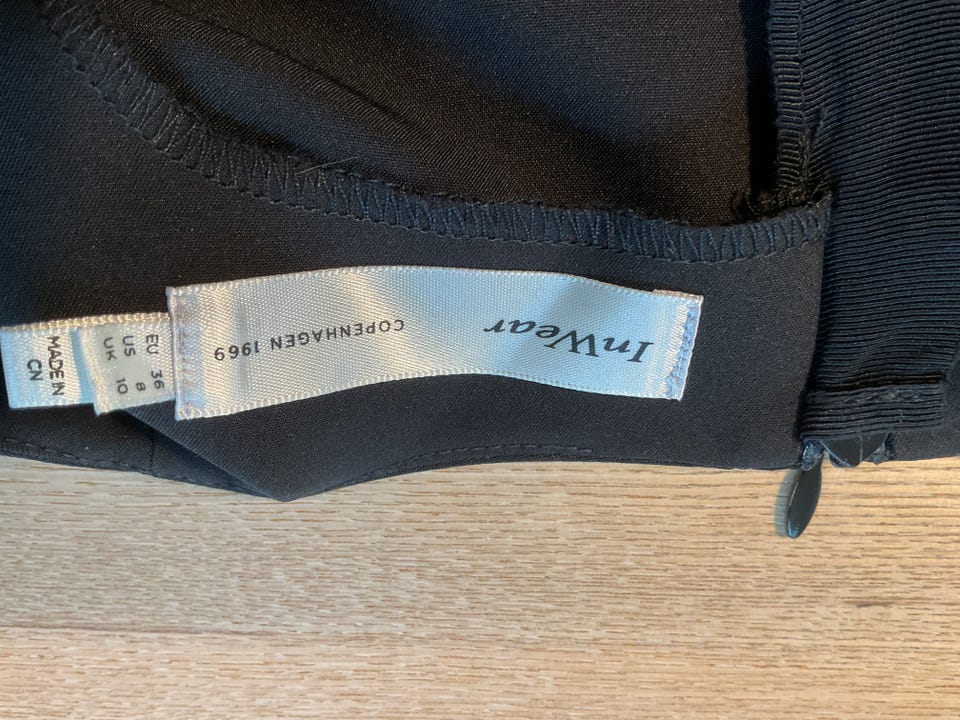 InWear
COPENHAGEN 1969
EU 36
US 8
UK 10
MADE IN
CN